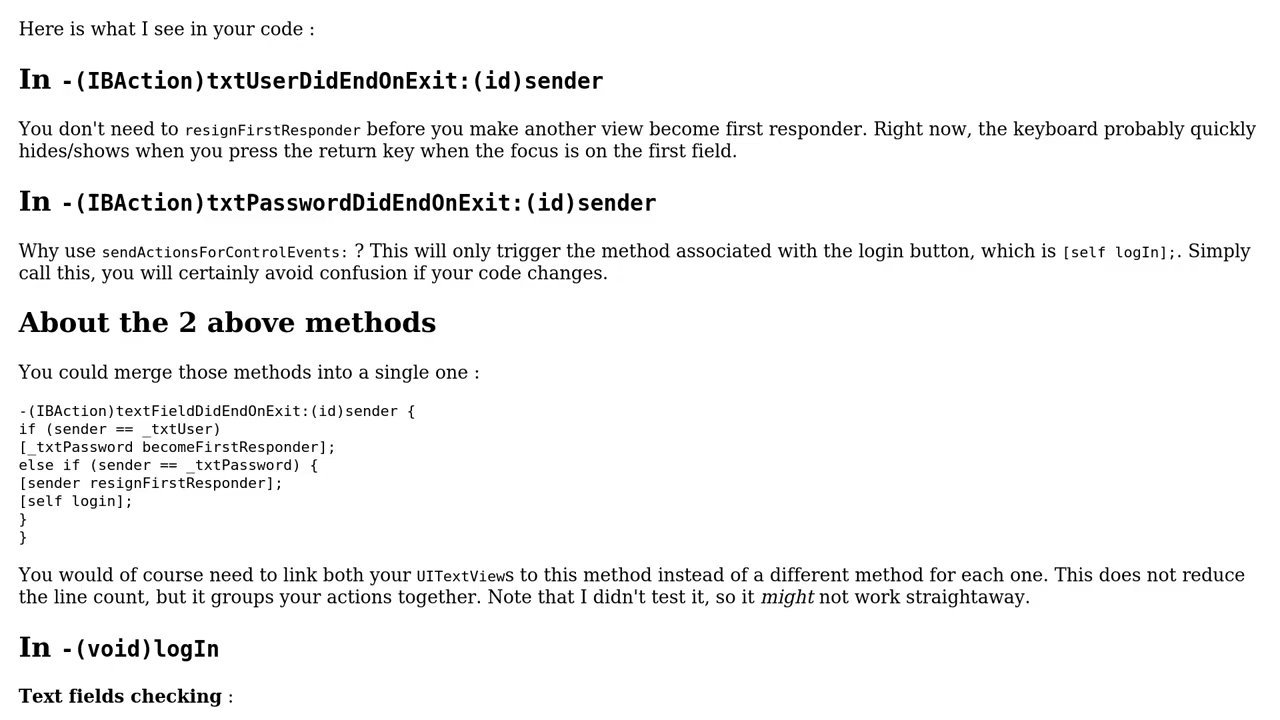 Here is what I see in your code :
In -(IBAction)txtUserDidEndOnExit:(id)sender
You don't need to resignFirstResponder before you make another view become first responder. Right now, the keyboard probably quickly
hides/shows when you press the return key when the focus is on the first field.
In -(IBAction)txtPasswordDidEndOnExit:(id)sender
Why use sendActionsForControlEvents: ? This will only trigger the method associated with the login button, which is [self logIn];. Simply
call this, you will certainly avoid confusion if your code changes.
About the 2 above methods
You could merge those methods into a single one :
-(IBAction)textFieldDidEndOnExit:(id)sender {
if (sender == _txtUser)
[_txtPassword becomeFirstResponder];
else if (sender == _txtPassword) {
[sender resignFirstResponder];
[self login];
}
}
You would of course need to link both your UITextViews to this method instead of a different method for each one. This does not reduce
the line count, but it groups your actions together. Note that I didn't test it, so it might not work straightaway.
In -(void)logIn
Text fields checking :